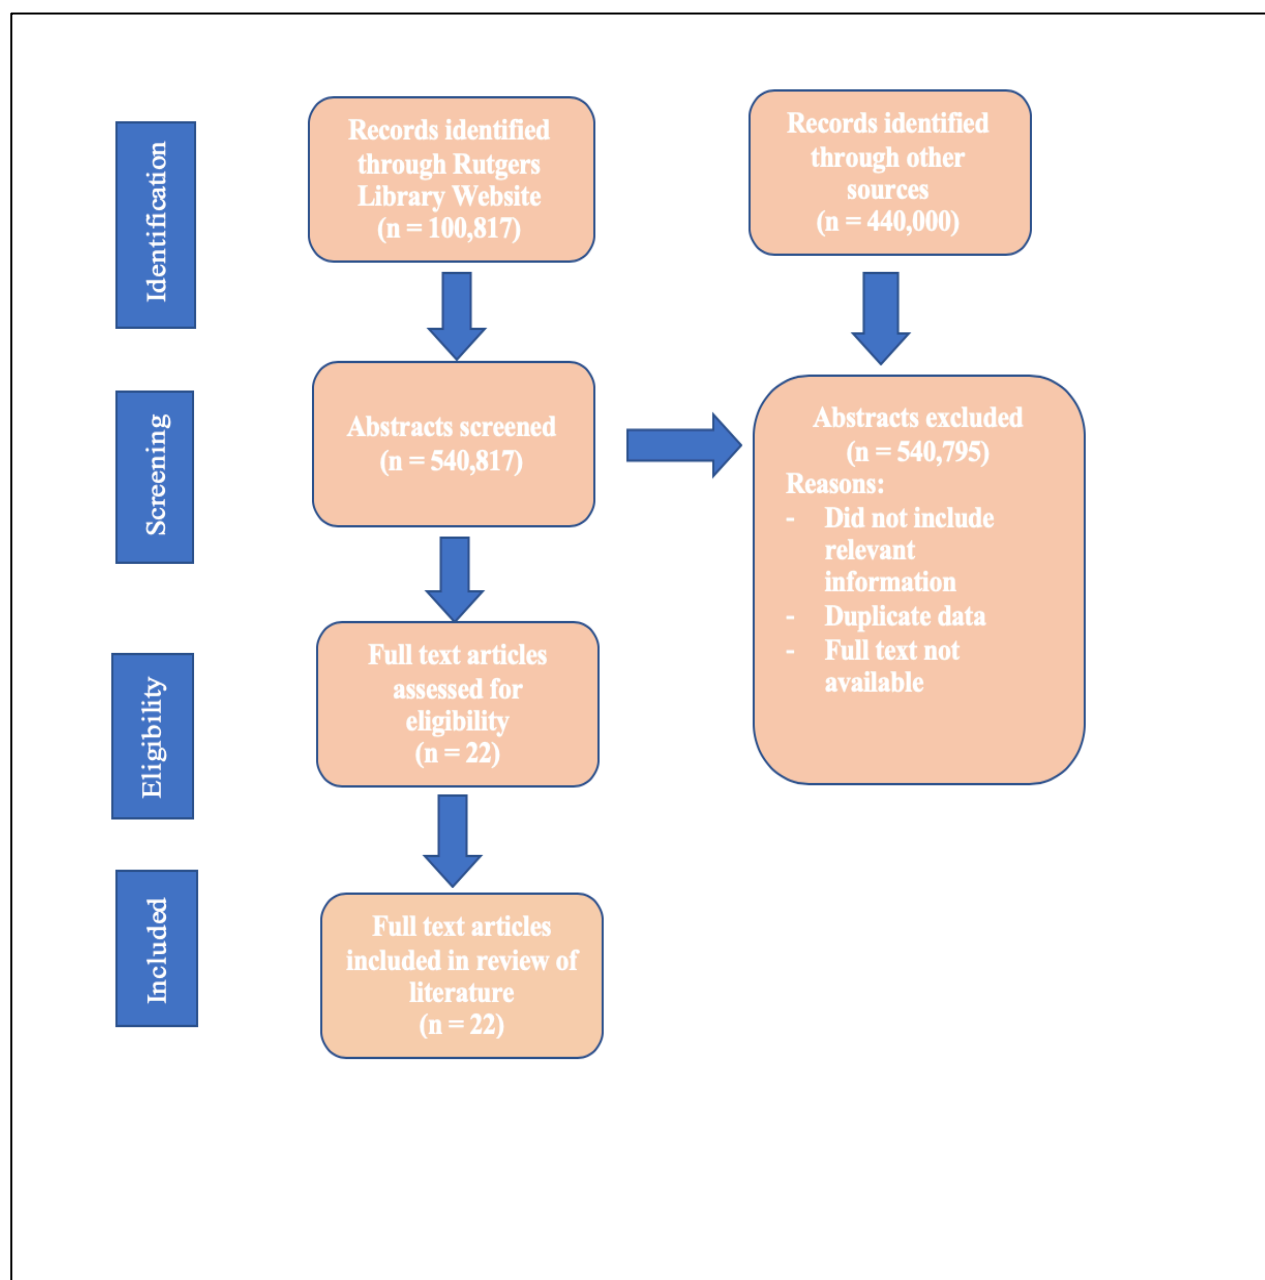 Identification
Records identified
through Rutgers
Library Website
(n = 100,817)
Records identified
through other
sources
(n = 440,000)
Screening
Abstracts screened
(n = 540,817)
Abstracts excluded
(n = 540,795)
Reasons:
- Did not include
relevant
information
- Duplicate data
- Full text not
available
Eligibility
Full text articles
assessed for
eligibility
(n = 22)
Included
Full text articles
included in review of
literature
(n = 22)